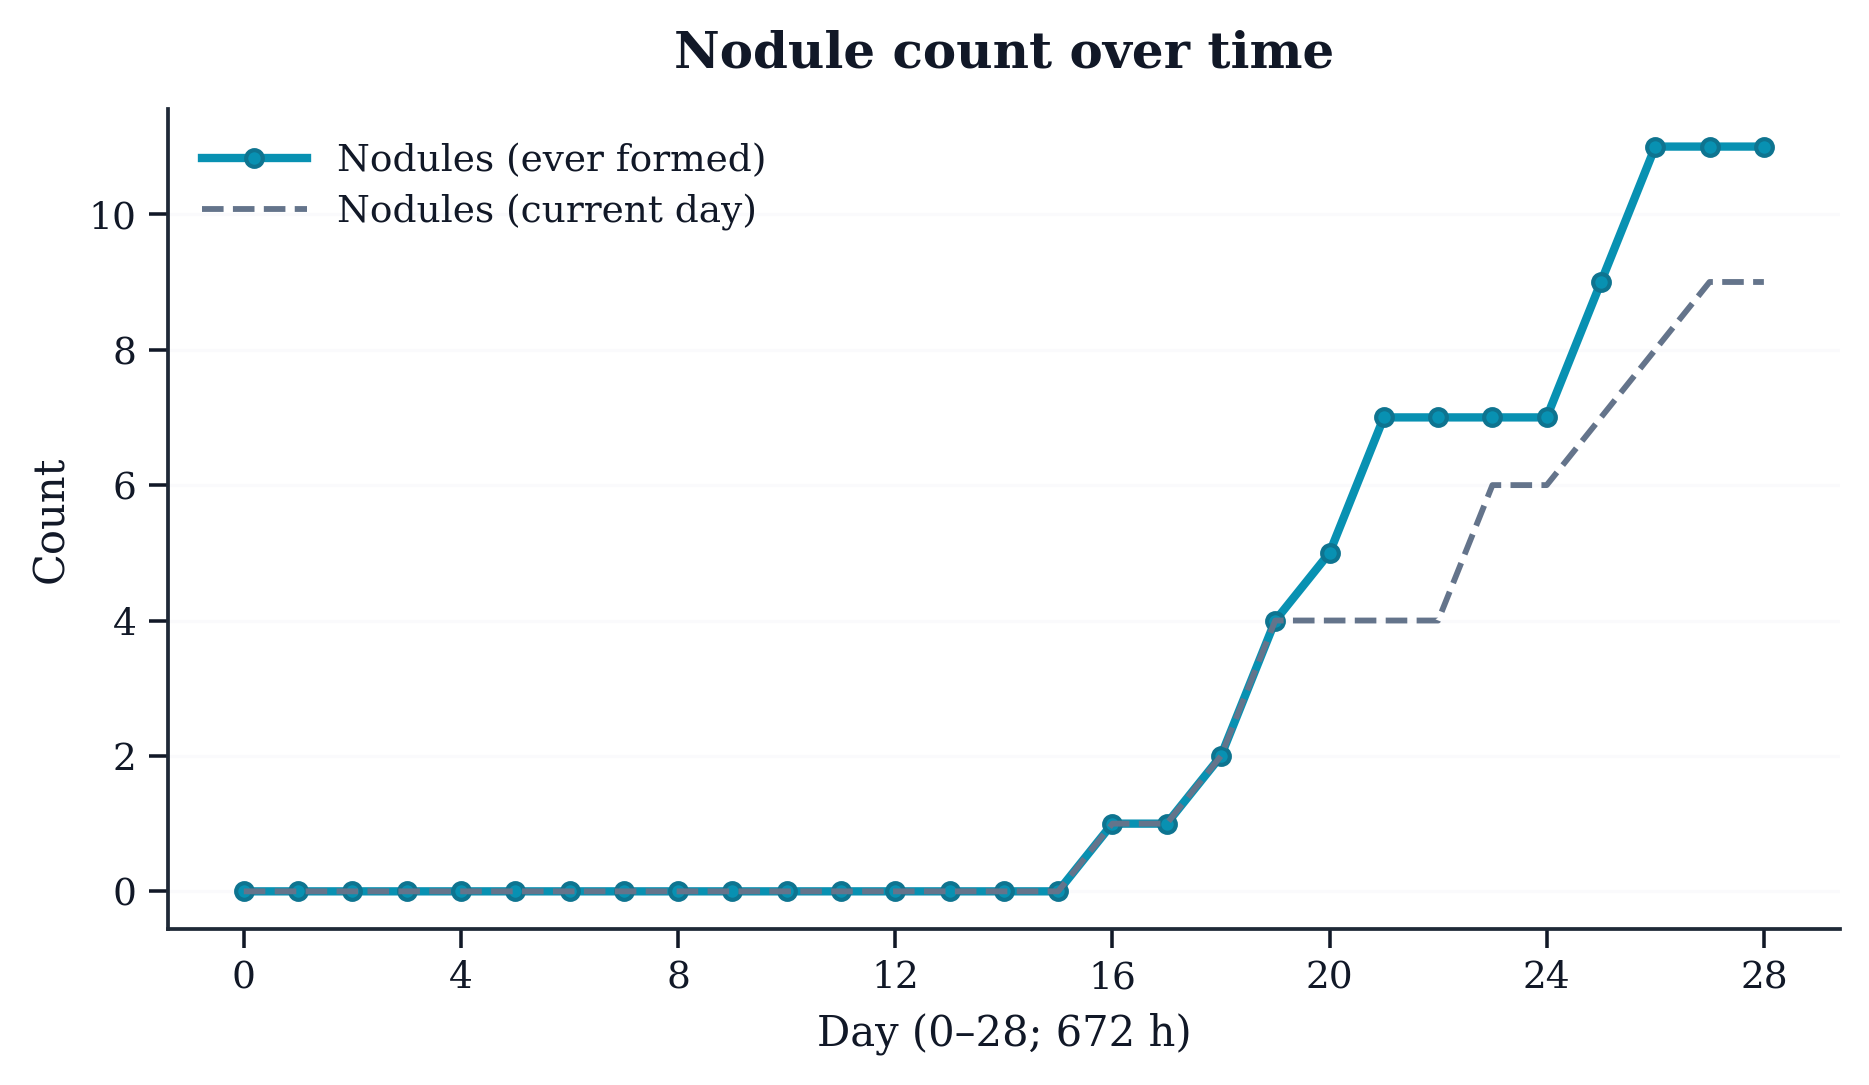 Nodule count over time
Nodules (ever formed)
Nodules (current day)
Count
10
8
6
4
2
0
0 4 8 12 16 20 24 28
Day (0–28; 672 h)